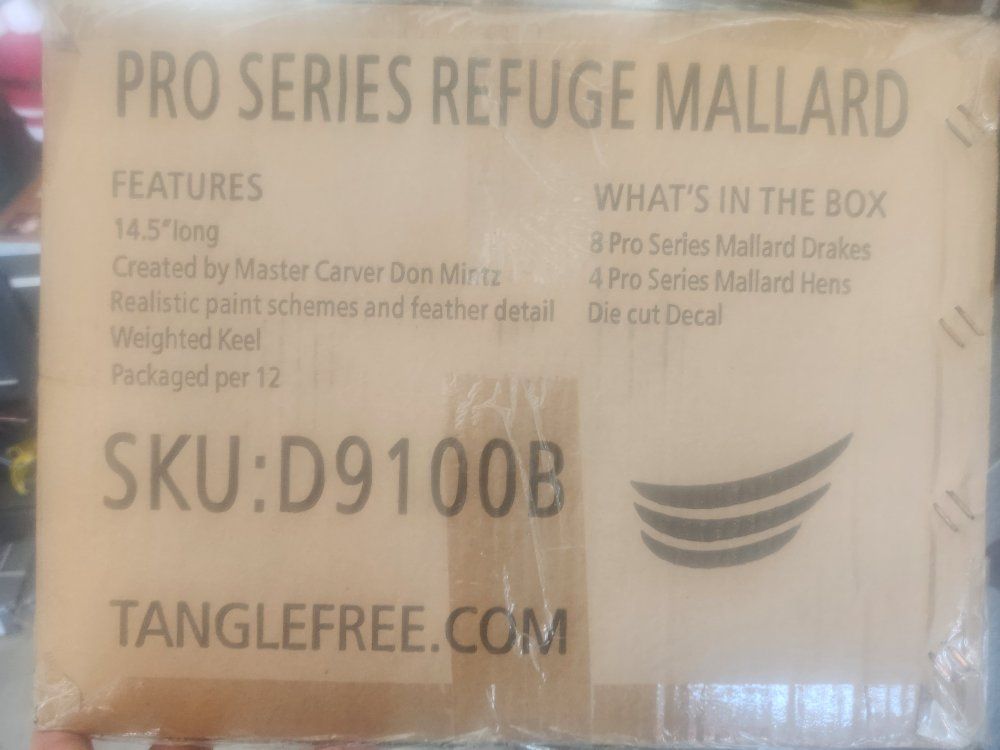 PRO SERIES REFUGE MALLARD
FEATURES
14.5"long
Created by Master Carver Don Mintz
Realistic paint schemes and feather detail
Weighted Keel
Packaged per 12
WHAT'S IN THE BOX
8 Pro Series Mallard Drakes
4 Pro Series Mallard Hens
Die cut Decal
SKU:D9100B
TANGLEFREE.COM